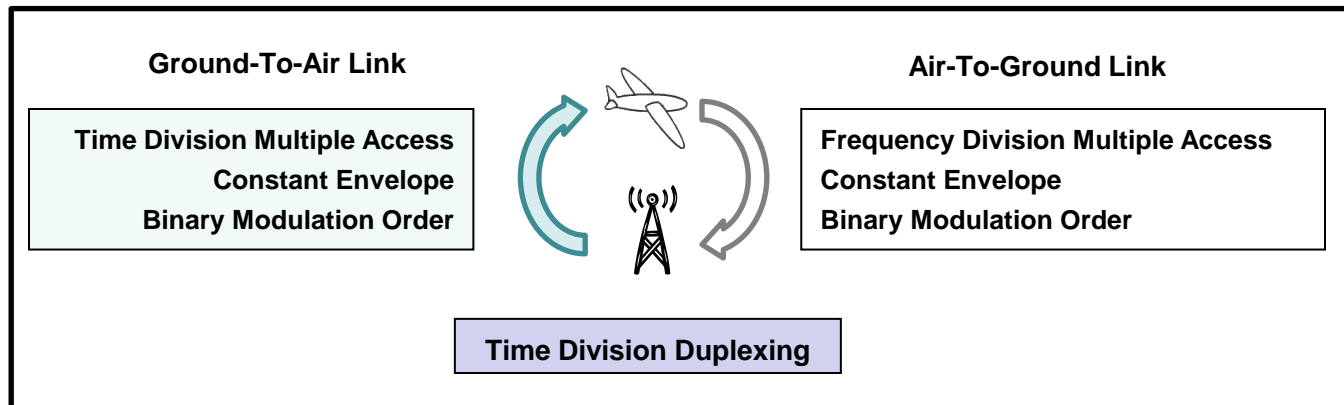 Ground-To-Air Link
Time Division Multiple Access
Constant Envelope
Binary Modulation Order
Air-To-Ground Link
Frequency Division Multiple Access
Constant Envelope
Binary Modulation Order
Time Division Duplexing